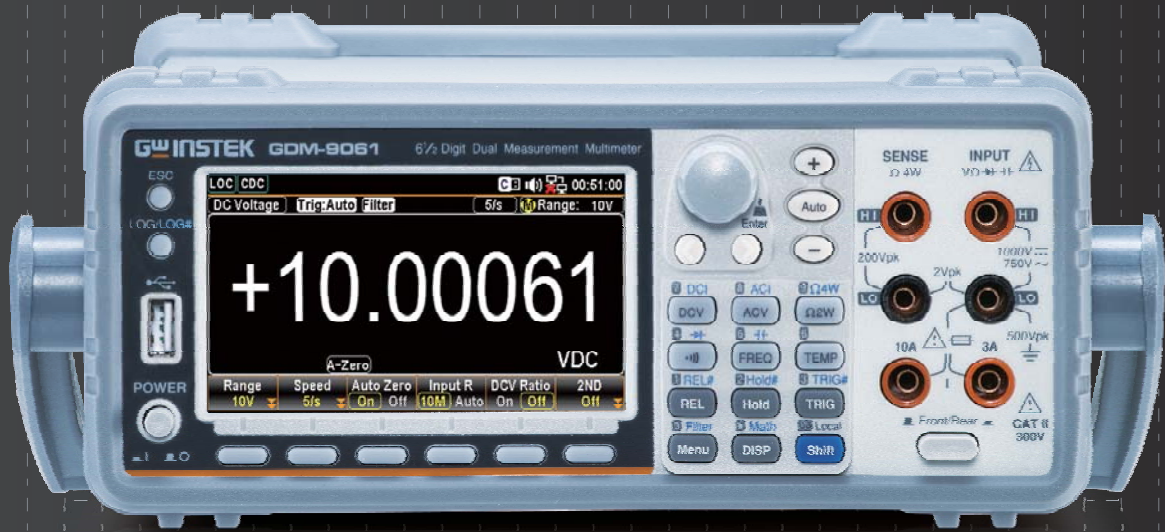 GW INSTEK GDM-9061 6½ Digit Dual Measurement Multimeter
ESC
LOG/LOG#
POWER
LOC CDC 00:51:00
DC Voltage Trig:Auto Filter 5/s M Range: 10V
+10.00061
A-Zero VDC
Range Speed Auto Zero Input R DCV Ratio 2ND
10V 5/s On Off 10M Auto On Off Off
+
Auto
Enter
−
DCI ACI Ω4W
DCV ACV Ω2W
FREQ TEMP
REL# Hold# TRIG#
REL Hold TRIG
Filter Math Local
Menu DISP Shift
SENSE INPUT
Ω 4W VΩ
HI HI
200Vpk 1000V
750V
2Vpk
LO LO
500Vpk
10A 3A
Front/Rear
CAT II
300V